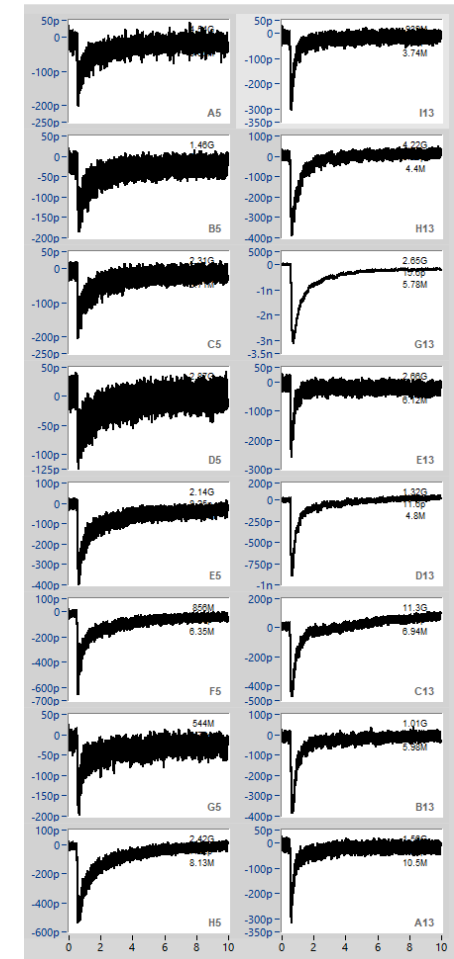 50p
0
-100p
-200p
-250p
A5
50p
0
-100p
-200p
-300p
-350p
3.74M
I13
50p
0
-50p
-100p
-150p
-200p
1.46G
B5
100p
0
-100p
-200p
-300p
-400p
4.22G
4.4M
H13
50p
0
-100p
-200p
-250p
2.31G
C5
500p
0
-1n
-2n
-3n
-3.5n
2.65G
5.78M
G13
50p
0
-50p
-100p
-125p
2.87G
D5
50p
0
-100p
-200p
-300p
2.66G
6.12M
E13
100p
0
-100p
-200p
-300p
-400p
2.14G
E5
200p
0
-250p
-500p
-750p
-1n
1.32G
11.6p
4.8M
D13
100p
0
-200p
-400p
-600p
-700p
856M
6.35M
F5
200p
0
-200p
-400p
-500p
11.3G
6.94M
C13
50p
0
-50p
-100p
-150p
-200p
544M
G5
100p
0
-100p
-200p
-300p
-400p
1.01G
5.98M
B13
100p
0
-200p
-400p
-600p
2.42G
8.13M
H5
0 2 4 6 8 10
50p
0
-100p
-200p
-300p
-350p
10.5M
A13
0 2 4 6 8 10